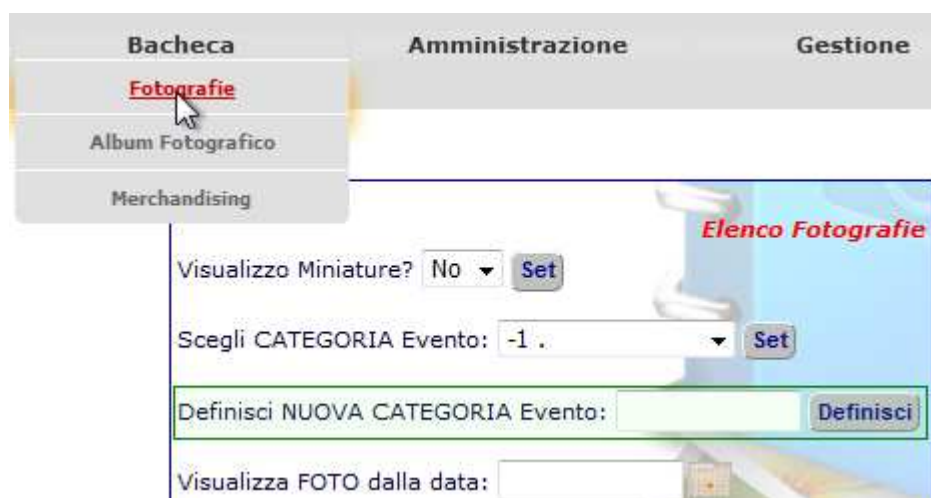 Bacheca Amministrazione Gestione
Fotografie
Album Fotografico
Merchandising
Elenco Fotografie
Visualizzo Miniature? No Set
Scegli CATEGORIA Evento: -1 . Set
Definisci NUOVA CATEGORIA Evento: Definisci
Visualizza FOTO dalla data: